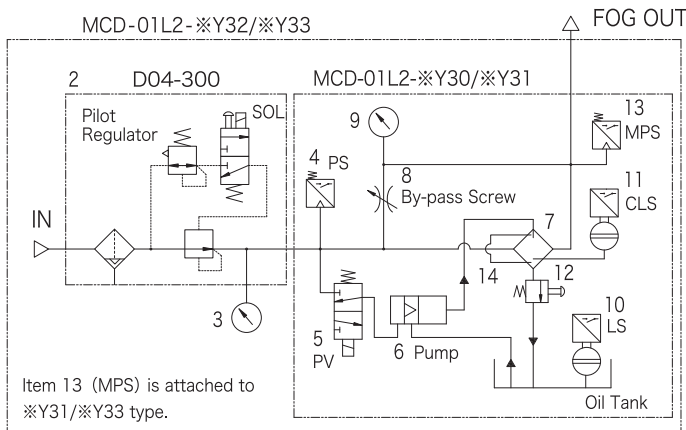 FOG OUT
MCD-01L2-※Y32/※Y33
2 D04-300
MCD-01L2-※Y30/※Y31
Pilot
Regulator
SOL
9
13
MPS
4 PS
8
By-pass Screw
11
CLS
IN
7
14
12
3
10
LS
5
PV
6 Pump
Item 13 (MPS) is attached to
※Y31/※Y33 type.
Oil Tank